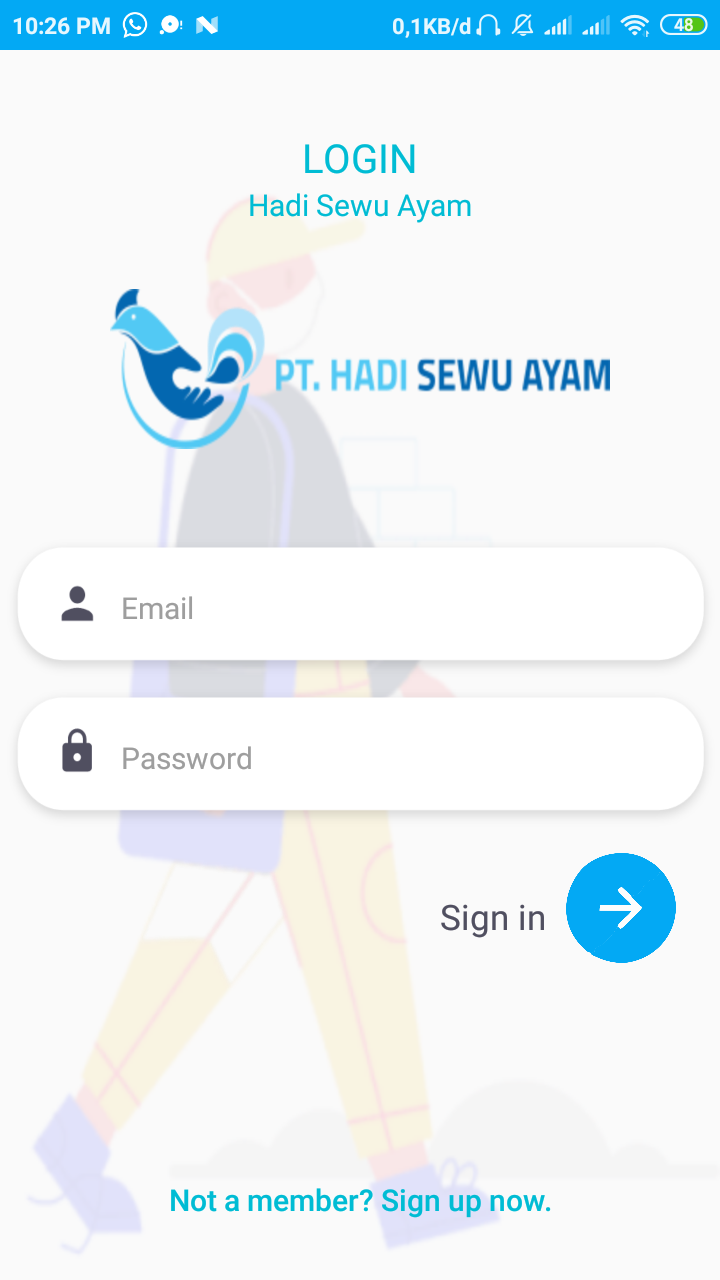 10:26 PM 0,1KB/d 48
LOGIN
Hadi Sewu Ayam
PT. HADI SEWU AYAM
Email
Password
Sign in
Not a member? Sign up now.